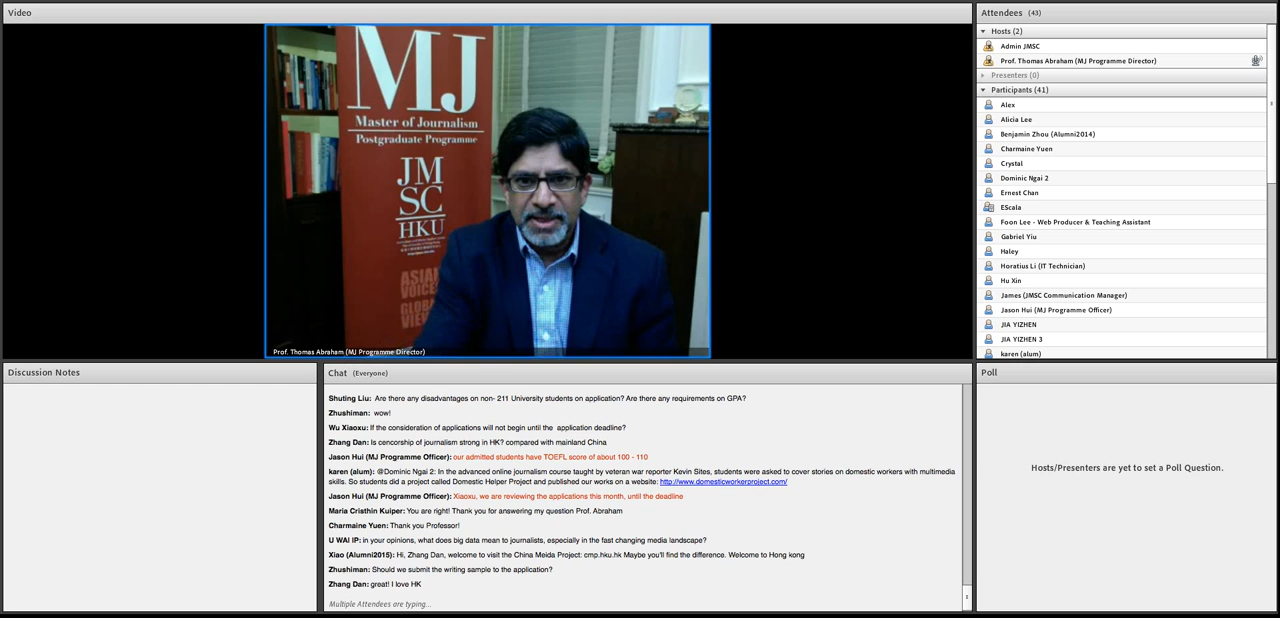 Video
MJ
Master of Journalism
Postgraduate Programme
JM
SC
HKU
ASIAN
VOICE
GLOBAL
VIEW
Prof. Thomas Abraham (MJ Programme Director)
Attendees (43)
Hosts (2)
Admin JMSC
Prof. Thomas Abraham (MJ Programme Director)
Presenters (0)
Participants (41)
Alex
Alicia Lee
Benjamin Zhou (Alumni2014)
Charmaine Yuen
Crystal
Dominic Ngai 2
Ernest Chan
EScala
Foon Lee - Web Producer & Teaching Assistant
Gabriel Yiu
Haley
Horatius Li (IT Technician)
Hu Xin
James (JMSC Communication Manager)
Jason Hui (MJ Programme Officer)
JIA YIZHEN
JIA YIZHEN 3
karen (alum)
Discussion Notes
Chat (Everyone)
Shuting Liu: Are there any disadvantages on non- 211 University students on application? Are there any requirements on GPA?
Zhushiman: wow!
Wu Xiaoxu: If the consideration of applications will not begin until the application deadline?
Zhang Dan: Is cencorship of journalism strong in HK? compared with mainland China
Jason Hui (MJ Programme Officer): our admitted students have TOEFL score of about 100 - 110
karen (alum): @Dominic Ngai 2: In the advanced online journalism course taught by veteran war reporter Kevin Sites, students were asked to cover stories on domestic workers with multimedia
skills. So students did a project called Domestic Helper Project and published our works on a website: http://www.domesticworkerproject.com/
Jason Hui (MJ Programme Officer): Xiaoxu, we are reviewing the applications this month, until the deadline
Maria Cristhin Kuiper: You are right! Thank you for answering my question Prof. Abraham
Charmaine Yuen: Thank you Professor!
U WAI IP: in your opinions, what does big data mean to journalists, especially in the fast changing media landscape?
Xiao (Alumni2015): Hi, Zhang Dan, welcome to visit the China Meida Project: cmp.hku.hk Maybe you'll find the difference. Welcome to Hong kong
Zhushiman: Should we submit the writing sample to the application?
Zhang Dan: great! I love HK
Multiple Attendees are typing...
Poll
Hosts/Presenters are yet to set a Poll Question.